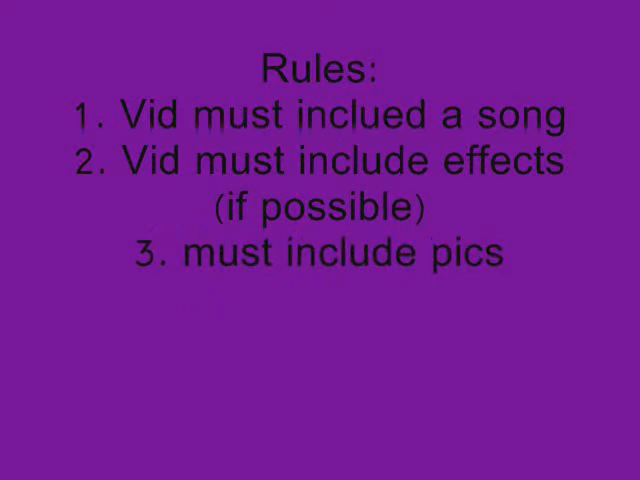 Rules:
1. Vid must inclued a song
2. Vid must include effects
(if possible)
3. must include pics